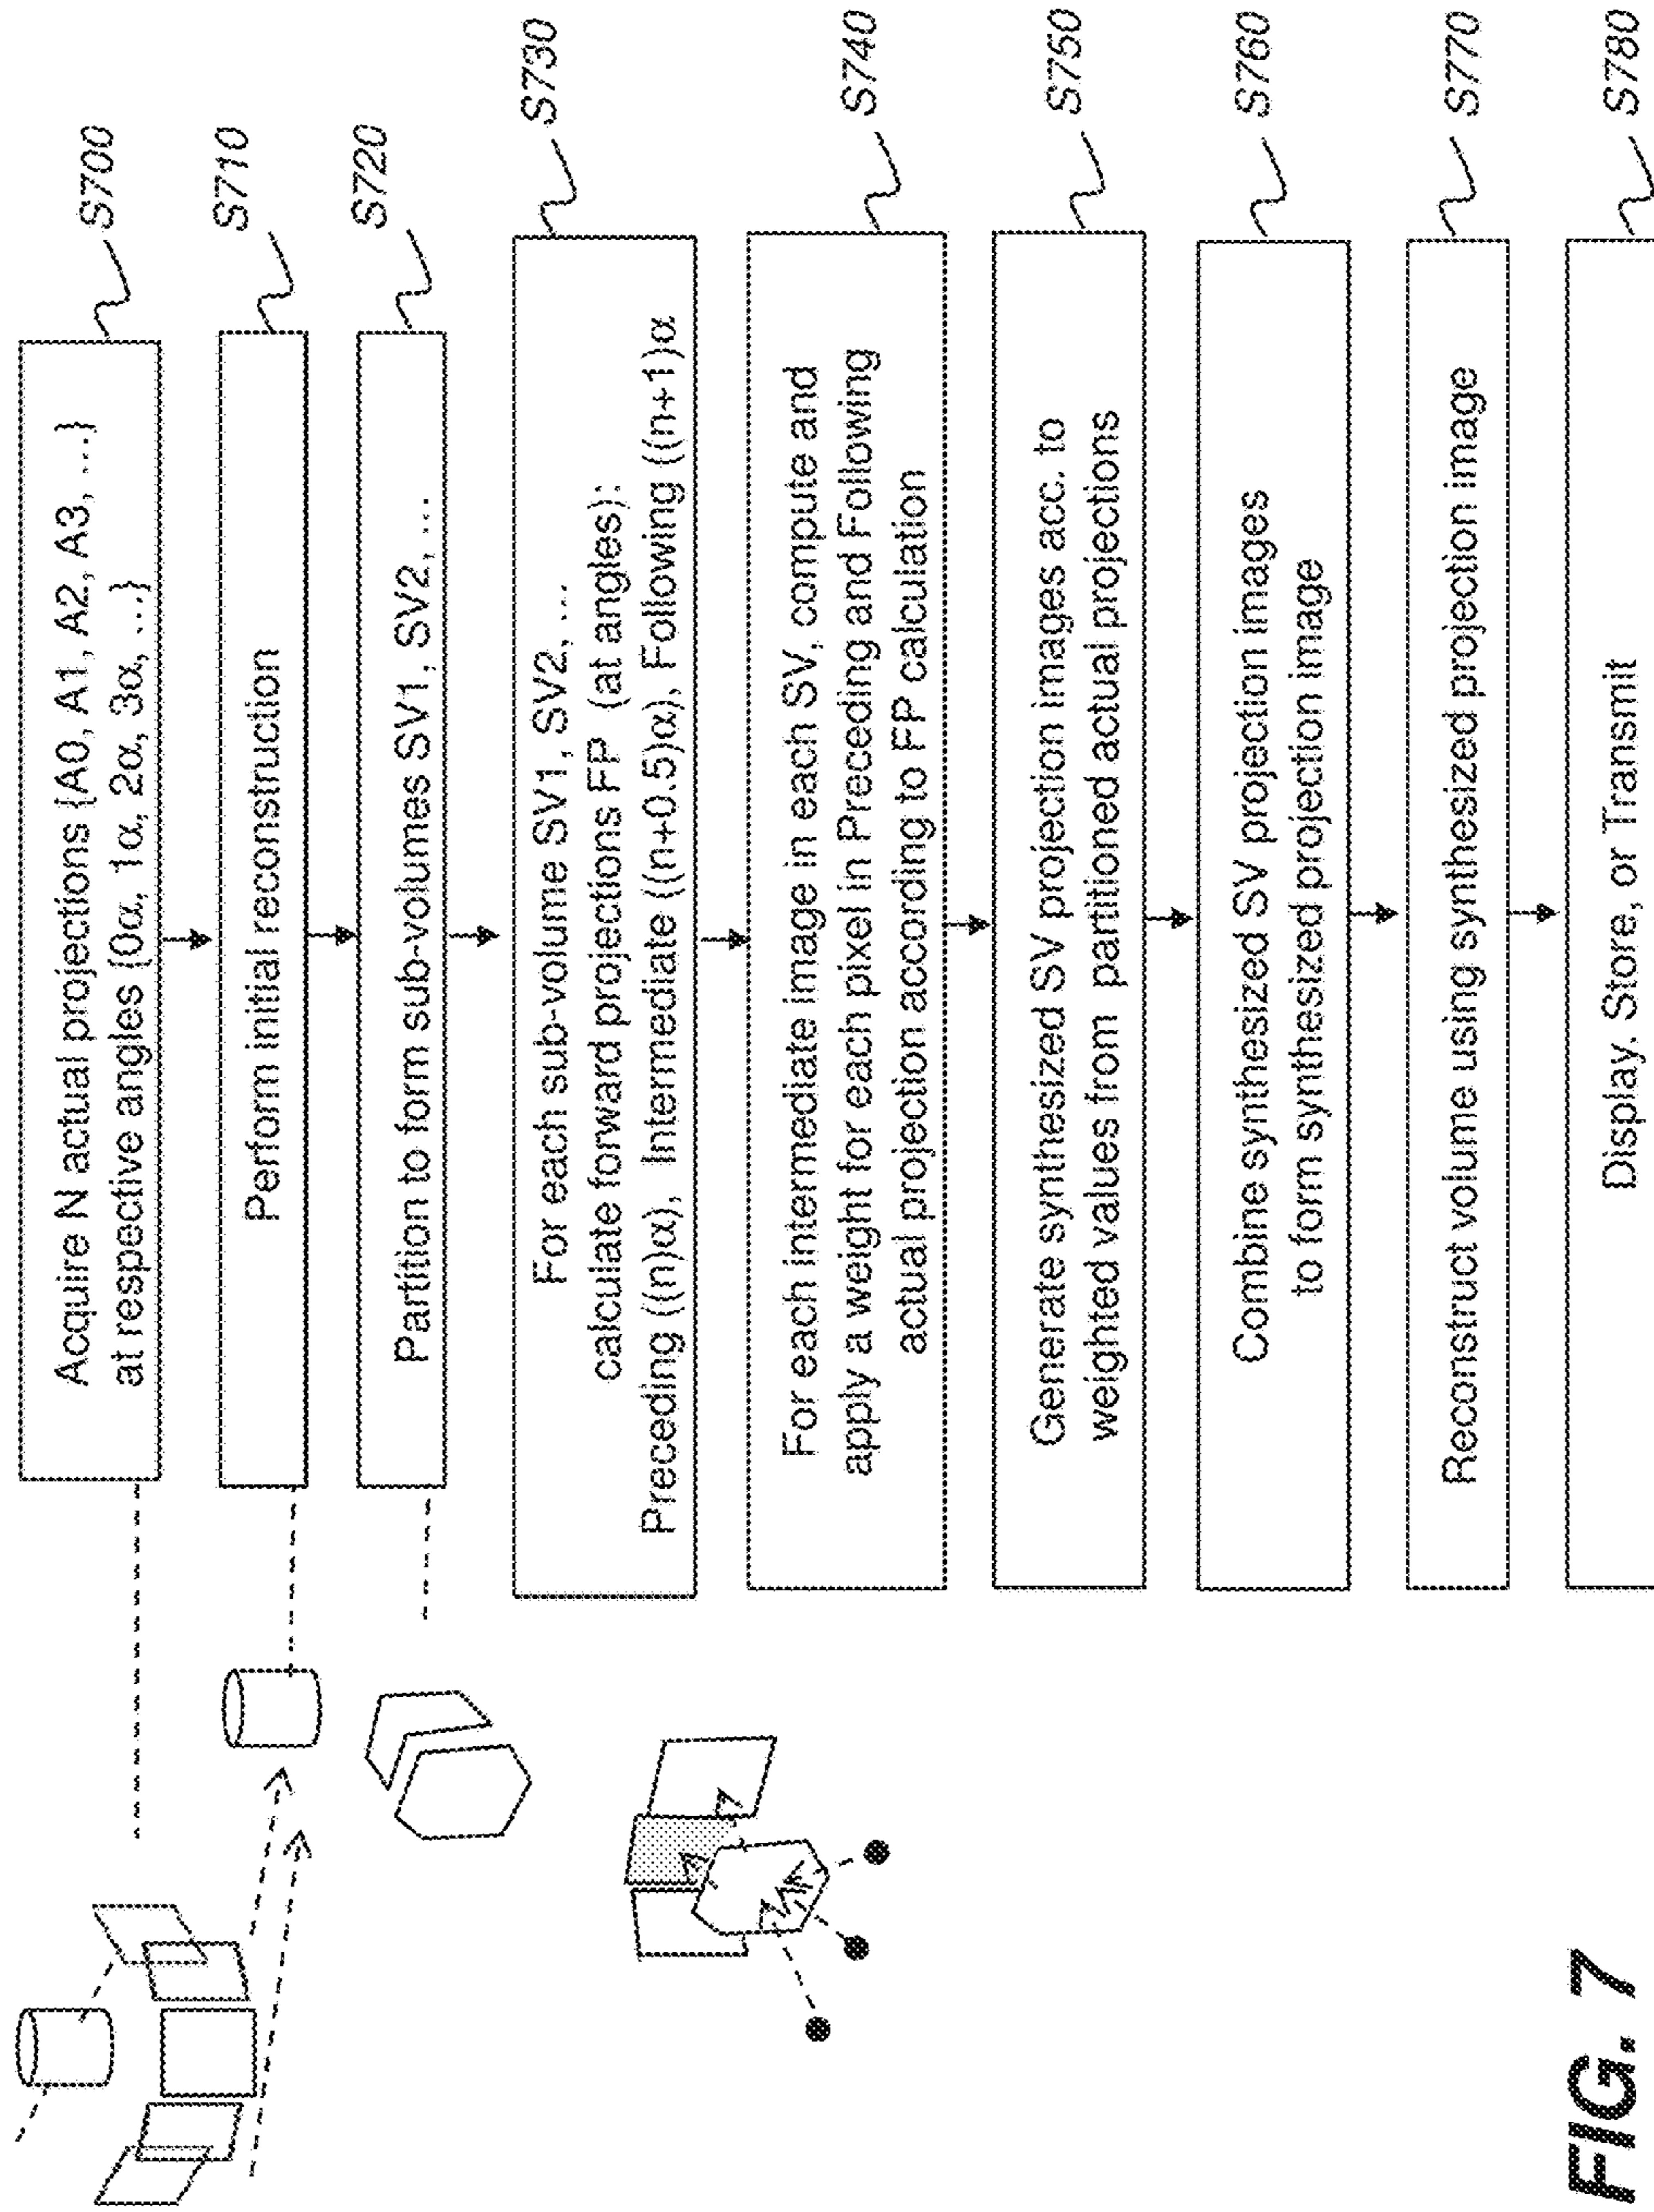 Acquire N actual projections {A0, A1, A2, A3, ...}
at respective angles {0α, 1α, 2α, 3α, ...}
S700
Perform initial reconstruction
S710
Partition to form sub-volumes SV1, SV2, ...
S720
For each sub-volume SV1, SV2, ...
calculate forward projections FP (at angles):
Preceding ((n)α), Intermediate ((n+0.5)α), Following ((n+1)α
S730
For each intermediate image in each SV, compute and
apply a weight for each pixel in Preceding and Following
actual projection according to FP calculation
S740
Generate synthesized SV projection images acc. to
weighted values from partitioned actual projections
S750
Combine synthesized SV projection images
to form synthesized projection image
S760
Reconstruct volume using synthesized projection image
S770
Display, Store, or Transmit
S780
FIG. 7